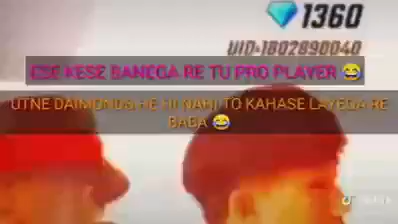 1360
UID:1802890040
ESE KESE BANEGA RE TU PRO PLAYER 😂
UTNE DAIMONDS HE HI NAHI TO KAHASE LAYEGA RE
BABA 😂